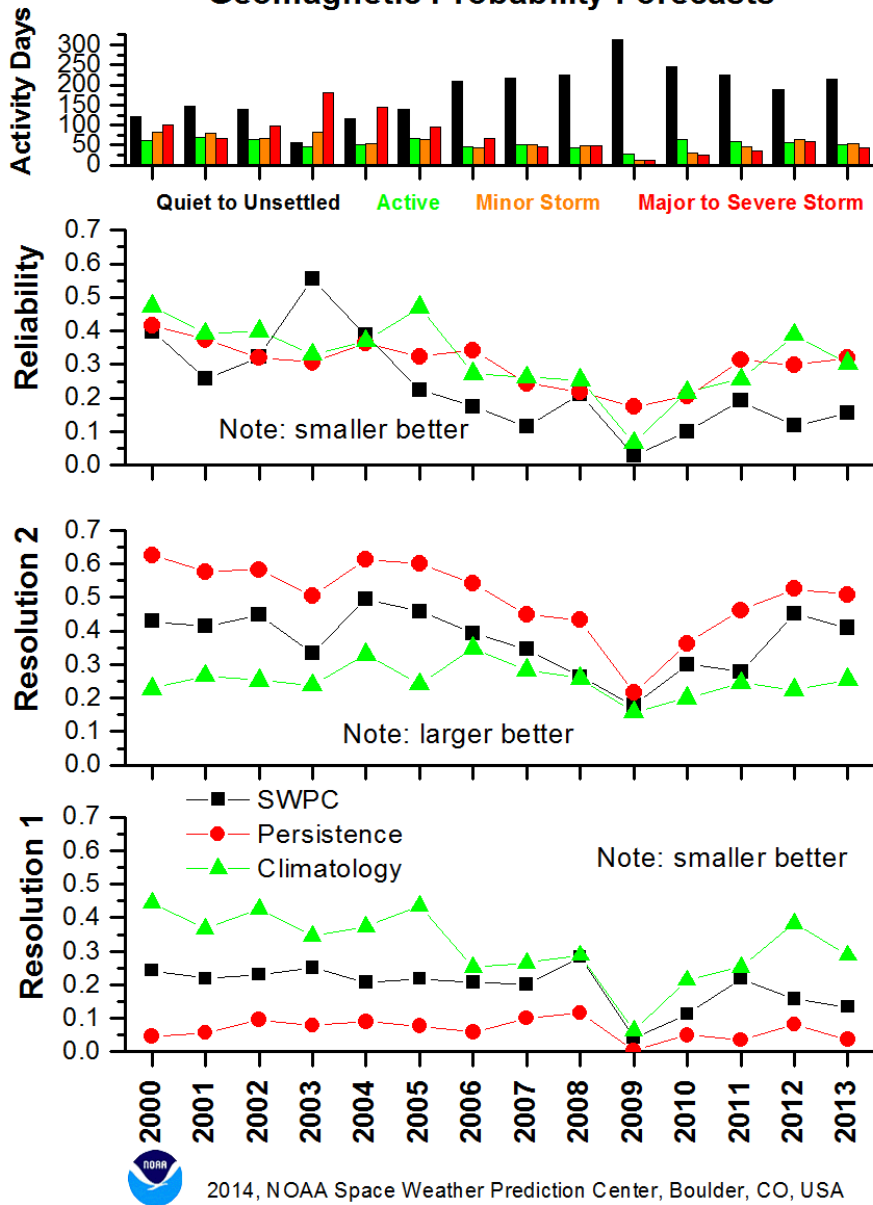 Geomagnetic Probability Forecasts
Activity Days
300
250
200
150
100
50
0
Quiet to Unsettled Active Minor Storm Major to Severe Storm
Reliability
0.7
0.6
0.5
0.4
0.3
0.2
0.1
0.0
Note: smaller better
Resolution 2
0.7
0.6
0.5
0.4
0.3
0.2
0.1
0.0
Note: larger better
Resolution 1
0.7
0.6
0.5
0.4
0.3
0.2
0.1
0.0
SWPC
Persistence
Climatology
Note: smaller better
2000 2001 2002 2003 2004 2005 2006 2007 2008 2009 2010 2011 2012 2013
NOAA
2014, NOAA Space Weather Prediction Center, Boulder, CO, USA